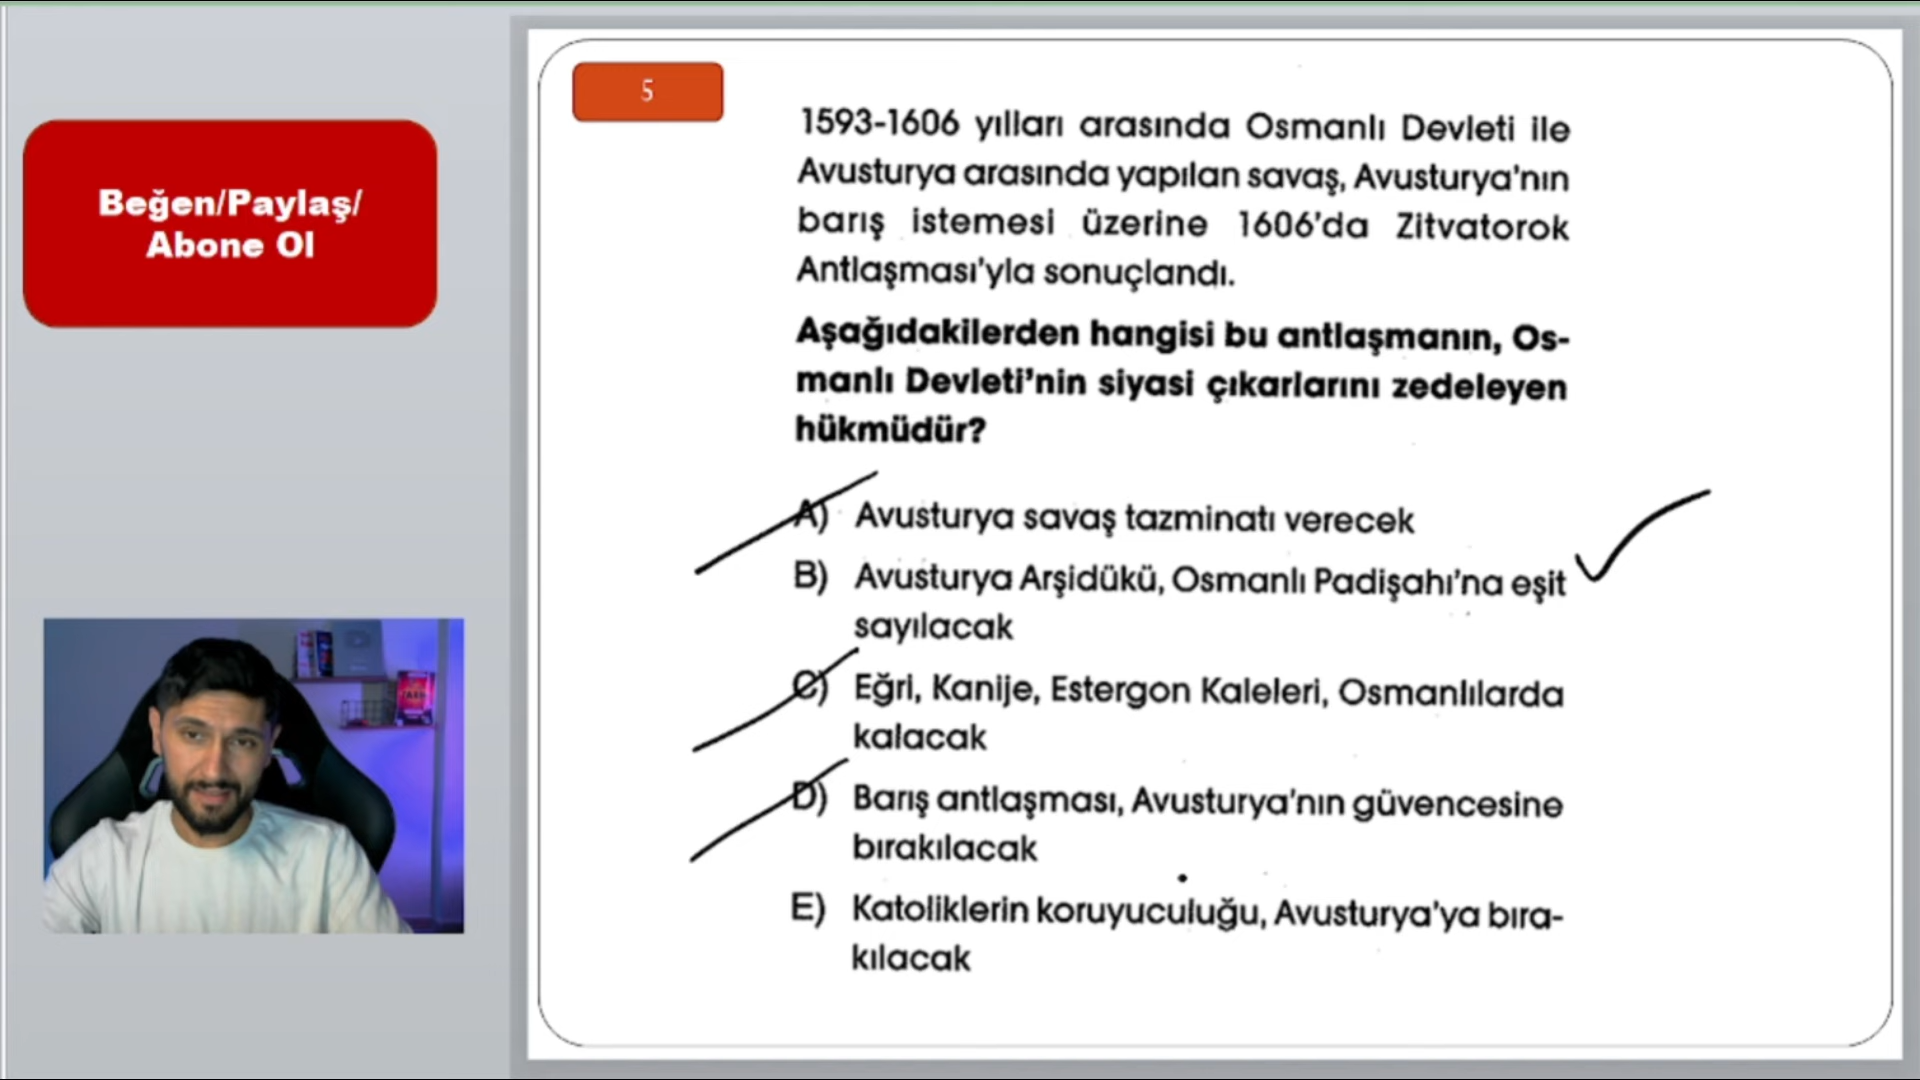 Beğen/Paylaş/
Abone Ol
5
1593-1606 yılları arasında Osmanlı Devleti ile
Avusturya arasında yapılan savaş, Avusturya'nın
barış istemesi üzerine 1606'da Zitvatorok
Antlaşması'yla sonuçlandı.
Aşağıdakilerden hangisi bu antlaşmanın, Os-
manlı Devleti'nin siyasi çıkarlarını zedeleyen
hükmüdür?
A) Avusturya savaş tazminatı verecek
B) Avusturya Arşidükü, Osmanlı Padişahı'na eşit
sayılacak
C) Eğri, Kanije, Estergon Kaleleri, Osmanlılarda
kalacak
D) Barış antlaşması, Avusturya'nın güvencesine
bırakılacak
E) Katoliklerin koruyuculuğu, Avusturya'ya bıra-
kılacak